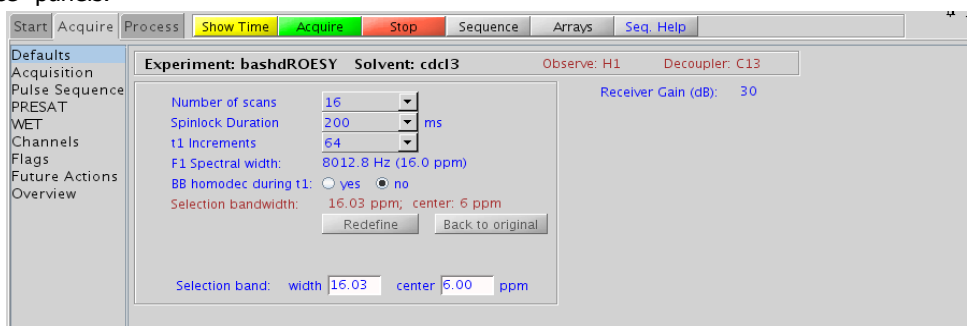 panels.
Start Acquire Process Show Time Acquire Stop Sequence Arrays Seq. Help
Defaults
Acquisition
Pulse Sequence
PRESAT
WET
Channels
Flags
Future Actions
Overview
Experiment: bashdROESY Solvent: cdcl3 Observe: H1 Decoupler: C13
Receiver Gain (dB): 30
Number of scans 16
Spinlock Duration 200 ms
t1 Increments 64
F1 Spectral width: 8012.8 Hz (16.0 ppm)
BB homodec during t1: yes no
Selection bandwidth: 16.03 ppm; center: 6 ppm
Redefine Back to original
Selection band: width 16.03 center 6.00 ppm